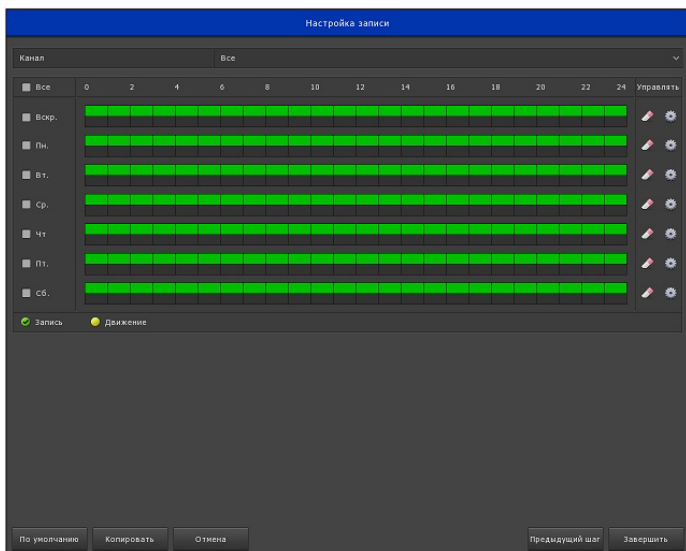 Настройка записи
Канал Все
Все 0 2 4 6 8 10 12 14 16 18 20 22 24 Управлять
Вскр.
Пн.
Вт.
Ср.
Чт
Пт.
Сб.
Запись Движение
По умолчанию Копировать Отмена Предыдущий шаг Завершить